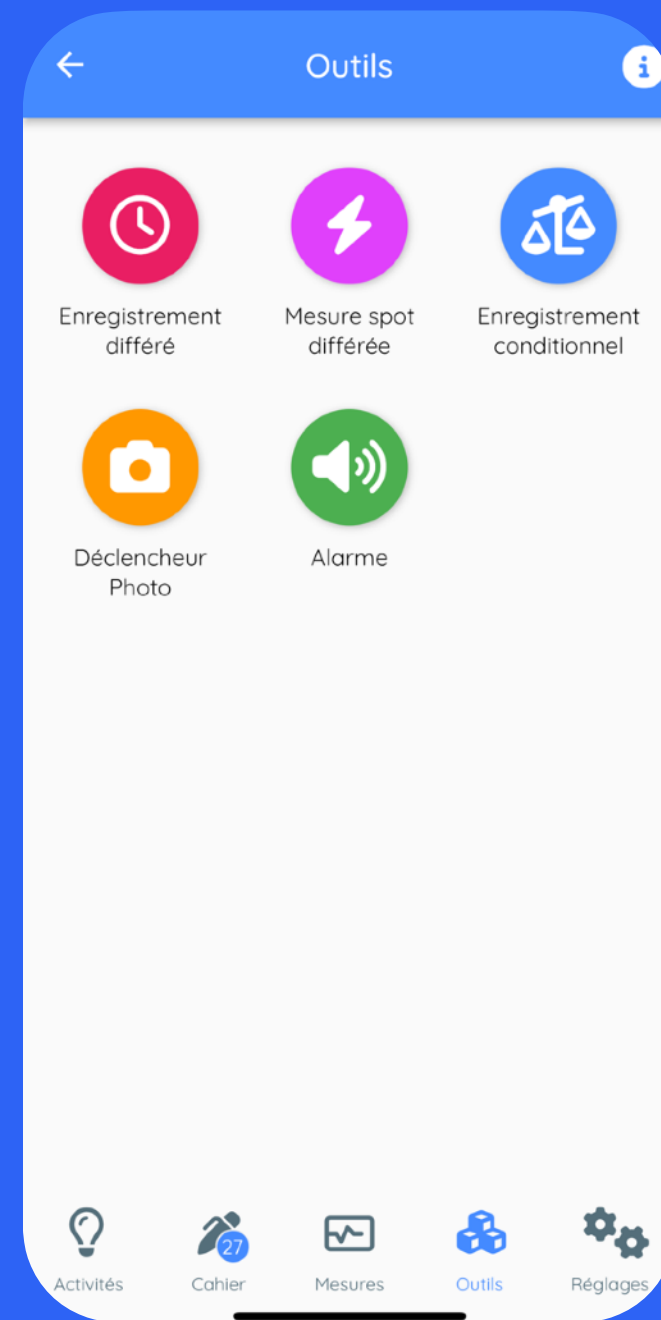 Outils
Enregistrement
différé
Mesure spot
différée
Enregistrement
conditionnel
Déclencheur
Photo
Alarme
27
Activités
Cahier
Mesures
Outils
Réglages